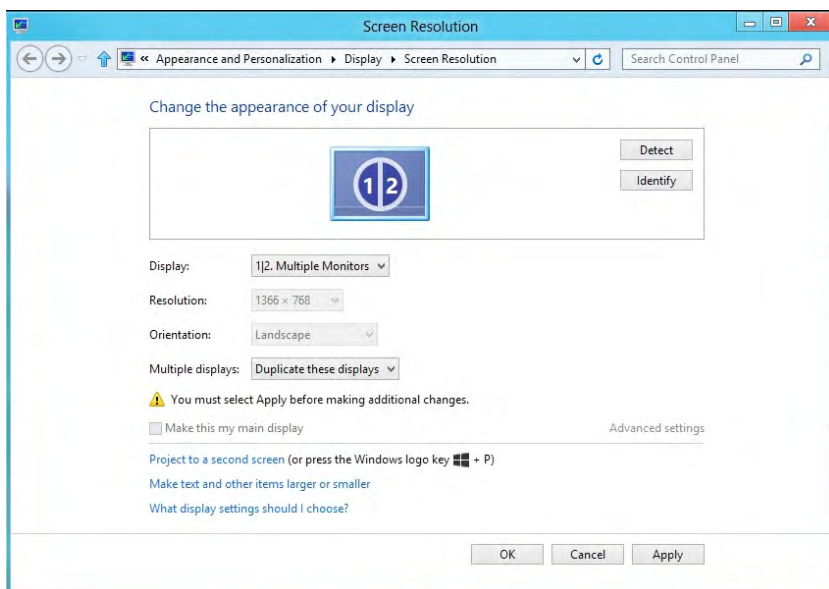 Screen Resolution
« Appearance and Personalization ▸ Display ▸ Screen Resolution
Search Control Panel
Change the appearance of your display
1 2
Detect
Identify
Display: 1|2. Multiple Monitors
Resolution: 1366 × 768
Orientation: Landscape
Multiple displays: Duplicate these displays
You must select Apply before making additional changes.
Make this my main display Advanced settings
Project to a second screen (or press the Windows logo key + P)
Make text and other items larger or smaller
What display settings should I choose?
OK Cancel Apply